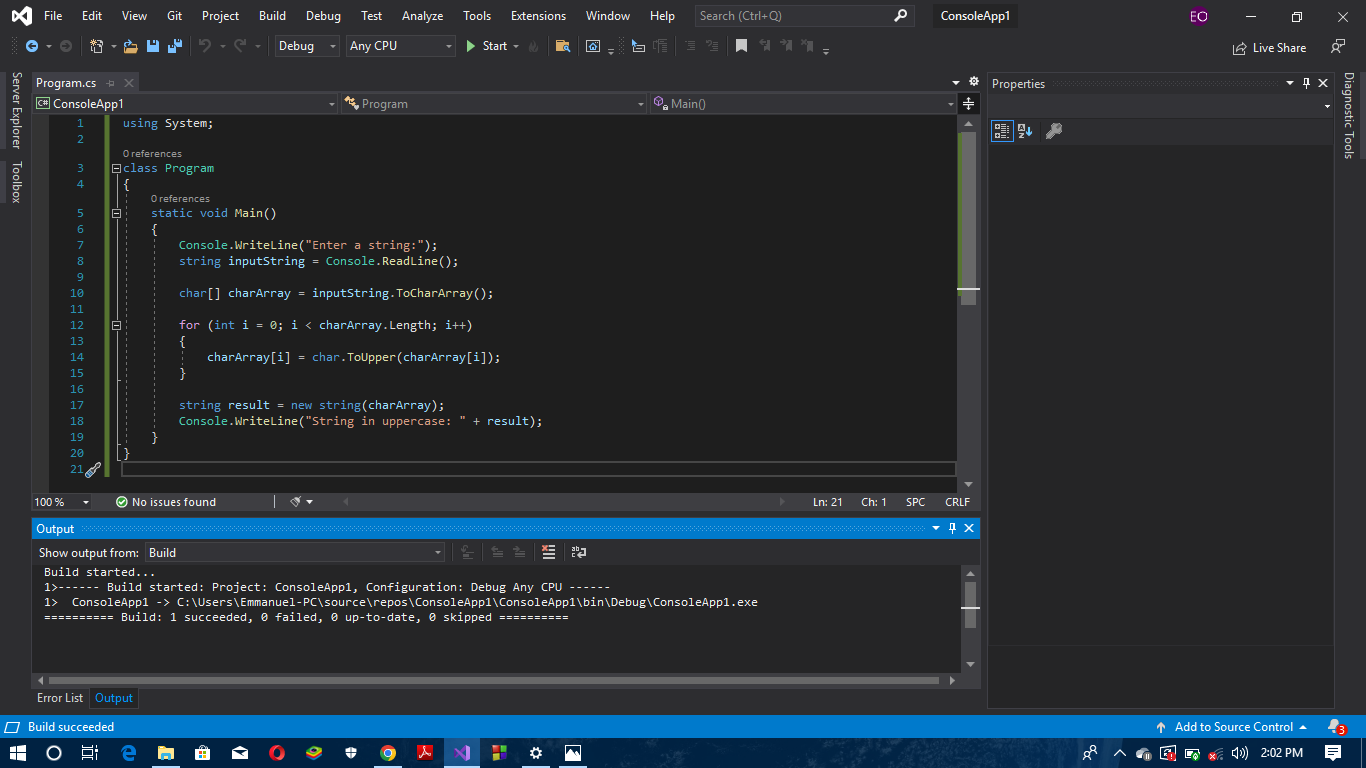 File Edit View Git Project Build Debug Test Analyze Tools Extensions Window Help Search (Ctrl+Q) ConsoleApp1 EO
Debug Any CPU Start Live Share
Server Explorer
Toolbox
Program.cs
ConsoleApp1 Program Main()
1 using System;
2
0 references
3 class Program
4 {
0 references
5 static void Main()
6 {
7 Console.WriteLine("Enter a string:");
8 string inputString = Console.ReadLine();
9
10 char[] charArray = inputString.ToCharArray();
11
12 for (int i = 0; i < charArray.Length; i++)
13 {
14 charArray[i] = char.ToUpper(charArray[i]);
15 }
16
17 string result = new string(charArray);
18 Console.WriteLine("String in uppercase: " + result);
19 }
20 }
21
100 % No issues found Ln: 21 Ch: 1 SPC CRLF
Output
Show output from: Build
Build started...
1>------ Build started: Project: ConsoleApp1, Configuration: Debug Any CPU ------
1>  ConsoleApp1 -> C:\Users\Emmanuel-PC\source\repos\ConsoleApp1\ConsoleApp1\bin\Debug\ConsoleApp1.exe
========== Build: 1 succeeded, 0 failed, 0 up-to-date, 0 skipped ==========
Error List Output
Properties
Diagnostic Tools
Build succeeded Add to Source Control 3
2:02 PM